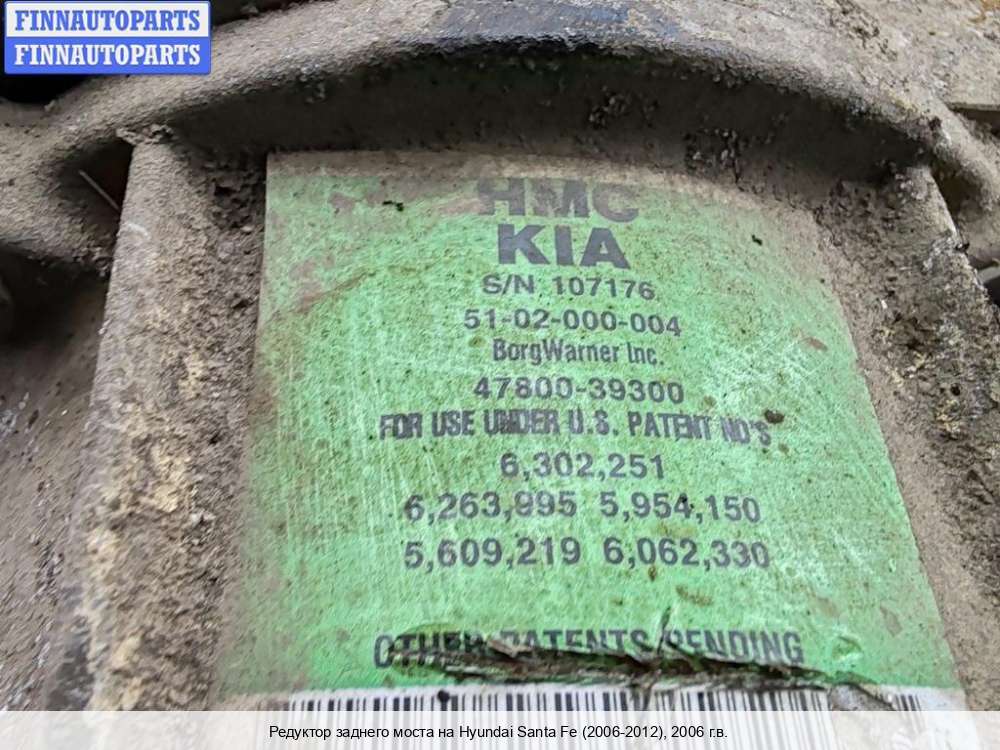 FINNAUTOPARTS
FINNAUTOPARTS
HMC
KIA
S/N 107176
51-02-000-004
BorgWarner Inc.
47800-39300
FOR USE UNDER U.S. PATENT NO'S
6,302,251
6,263,995 5,954,150
5,609,219 6,062,330
OTHER PATENTS PENDING
Редуктор заднего моста на Hyundai Santa Fe (2006-2012), 2006 г.в.